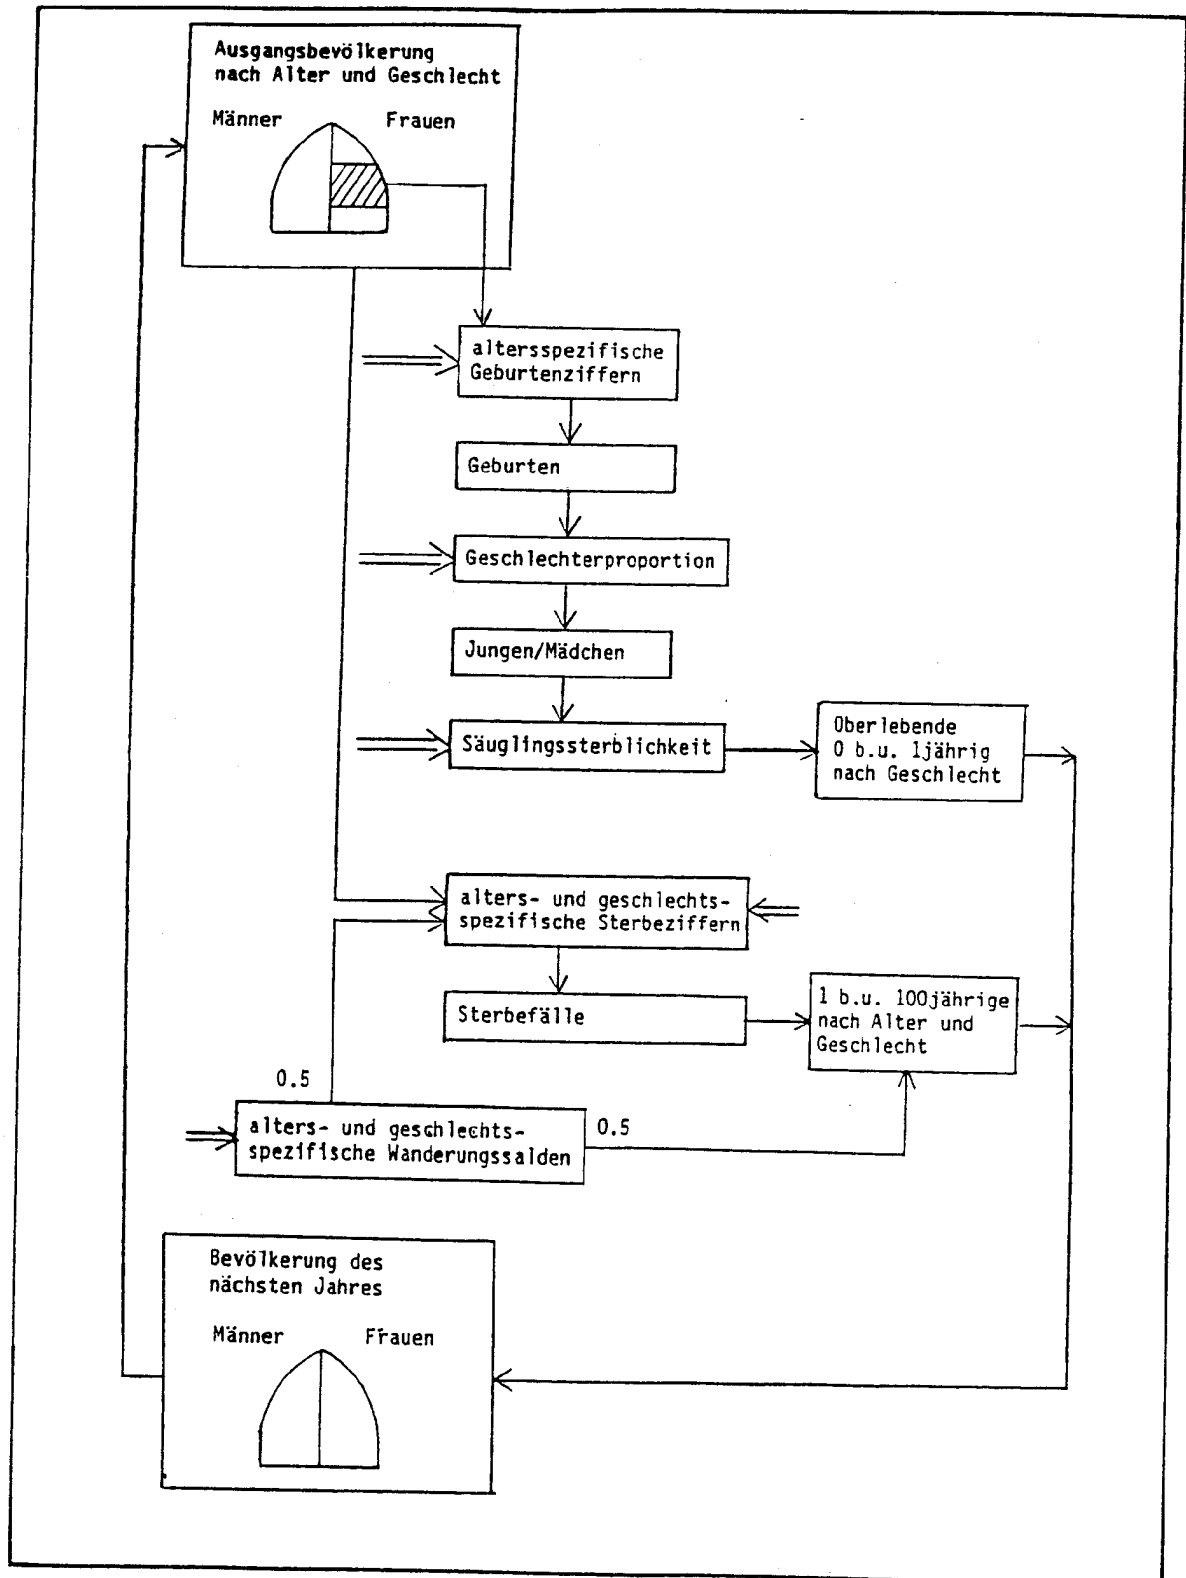 Ausgangsbevölkerung
nach Alter und Geschlecht
Männer Frauen
altersspezifische
Geburtenziffern
Geburten
Geschlechterproportion
Jungen/Mädchen
Säuglingssterblichkeit
Oberlebende
0 b.u. 1jährig
nach Geschlecht
alters- und geschlechts-
spezifische Sterbeziffern
Sterbefälle
1 b.u. 100jährige
nach Alter und
Geschlecht
0.5
alters- und geschlechts-
spezifische Wanderungssalden
0.5
Bevölkerung des
nächsten Jahres
Männer Frauen